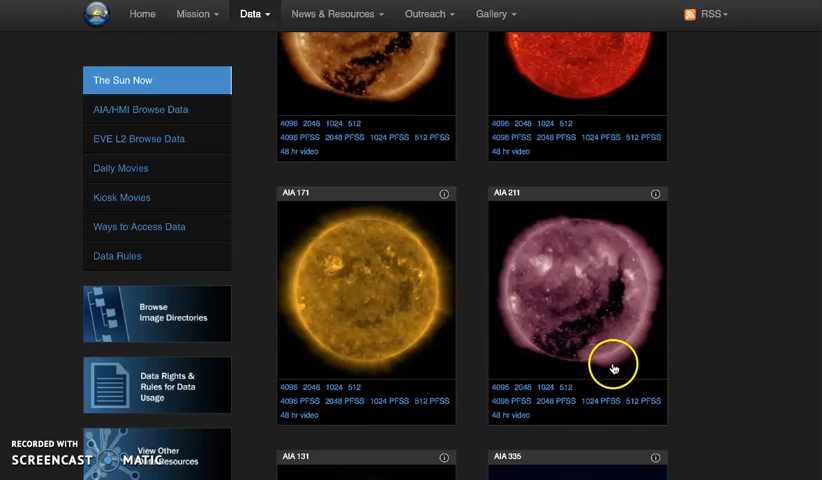 Home Mission Data News & Resources Outreach Gallery RSS
The Sun Now
AIA/HMI Browse Data
EVE L2 Browse Data
Daily Movies
Kiosk Movies
Ways to Access Data
Data Rules
Browse
Image Directories
Data Rights &
Rules for Data
Usage
View Other
Resources
RECORDED WITH
SCREENCAST MATIC
4096 2048 1024 512
4096 PFSS 2048 PFSS 1024 PFSS 512 PFSS
48 hr video
4096 2048 1024 512
4096 PFSS 2048 PFSS 1024 PFSS 512 PFSS
48 hr video
AIA 171
4096 2048 1024 512
4096 PFSS 2048 PFSS 1024 PFSS 512 PFSS
48 hr video
AIA 211
4096 2048 1024 512
4096 PFSS 2048 PFSS 1024 PFSS 512 PFSS
48 hr video
AIA 131
AIA 335